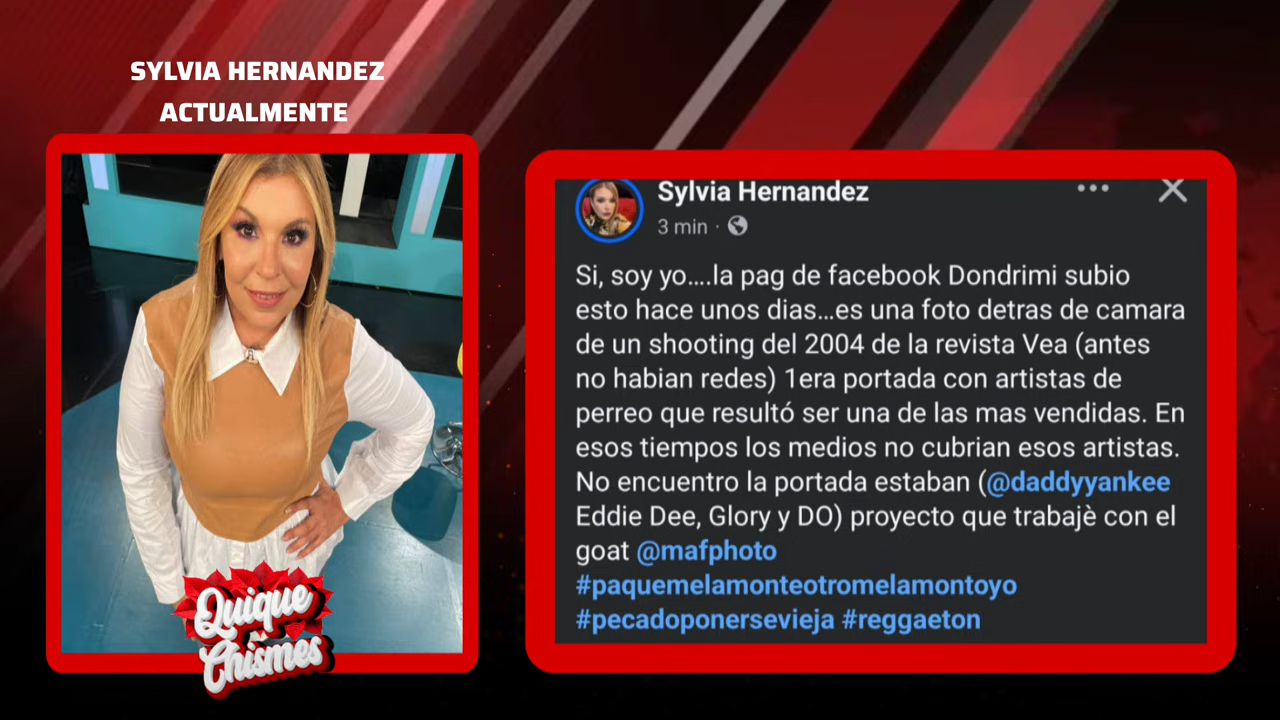 SYLVIA HERNANDEZ
ACTUALMENTE
Sylvia Hernandez
3 min ·
Si, soy yo....la pag de facebook Dondrimi subio
esto hace unos dias...es una foto detras de camara
de un shooting del 2004 de la revista Vea (antes
no habian redes) 1era portada con artistas de
perreo que resultó ser una de las mas vendidas. En
esos tiempos los medios no cubrian esos artistas.
No encuentro la portada estaban (@daddyyankee
Eddie Dee, Glory y DO) proyecto que trabajè con el
goat @mafphoto
#paquemelamonteotromelamontoyo
#pecadoponersevieja #reggaeton
Quique
Chismes